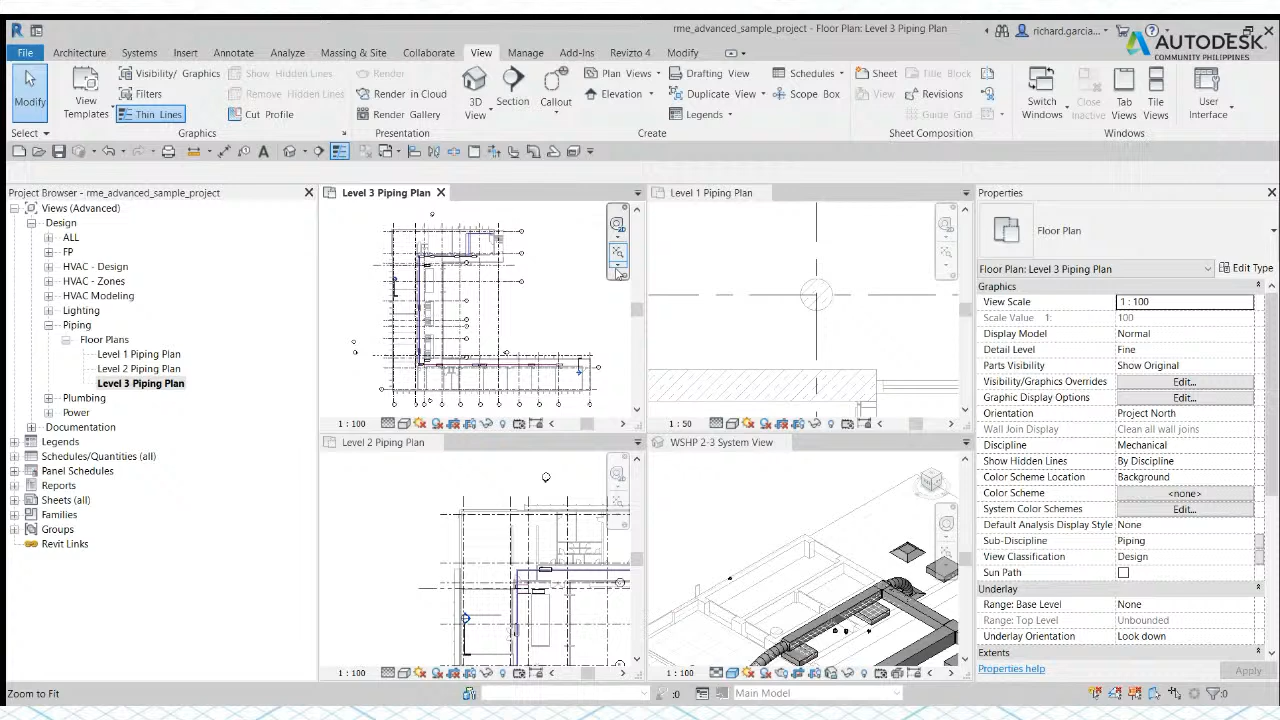 rme_advanced_sample_project - Floor Plan: Level 3 Piping Plan
richard.garcia...
AUTODESK
COMMUNITY PHILIPPINES
File Architecture Systems Insert Annotate Analyze Massing & Site Collaborate View Manage Add-Ins Revizto 4 Modify
Modify
View
Templates
Visibility/ Graphics
Filters
Thin Lines
Show Hidden Lines
Remove Hidden Lines
Cut Profile
Render
Render in Cloud
Render Gallery
3D
View
Section
Callout
Plan Views
Elevation
Drafting View
Duplicate View
Legends
Schedules
Scope Box
Sheet
View
Title Block
Revisions
Guide Grid
Switch
Windows
Close
Inactive
Tab
Views
Tile
Views
User
Interface
Select
Graphics
Presentation
Create
Sheet Composition
Windows
Project Browser - rme_advanced_sample_project
Views (Advanced)
Design
ALL
FP
HVAC - Design
HVAC - Zones
HVAC Modeling
Lighting
Piping
Floor Plans
Level 1 Piping Plan
Level 2 Piping Plan
Level 3 Piping Plan
Plumbing
Power
Documentation
Legends
Schedules/Quantities (all)
Panel Schedules
Reports
Sheets (all)
Families
Groups
Revit Links
Level 3 Piping Plan
1 : 100
Level 1 Piping Plan
1 : 50
Level 2 Piping Plan
1 : 100
WSHP 2-3 System View
1 : 100
Properties
Floor Plan
Floor Plan: Level 3 Piping Plan
Edit Type
Graphics
View Scale 1 : 100
Scale Value 1: 100
Display Model Normal
Detail Level Fine
Parts Visibility Show Original
Visibility/Graphics Overrides Edit...
Graphic Display Options Edit...
Orientation Project North
Wall Join Display Clean all wall joins
Discipline Mechanical
Show Hidden Lines By Discipline
Color Scheme Location Background
Color Scheme <none>
System Color Schemes Edit...
Default Analysis Display Style None
Sub-Discipline Piping
View Classification Design
Sun Path
Underlay
Range: Base Level None
Range: Top Level Unbounded
Underlay Orientation Look down
Extents
Properties help
Apply
Zoom to Fit
:0
Main Model
:0